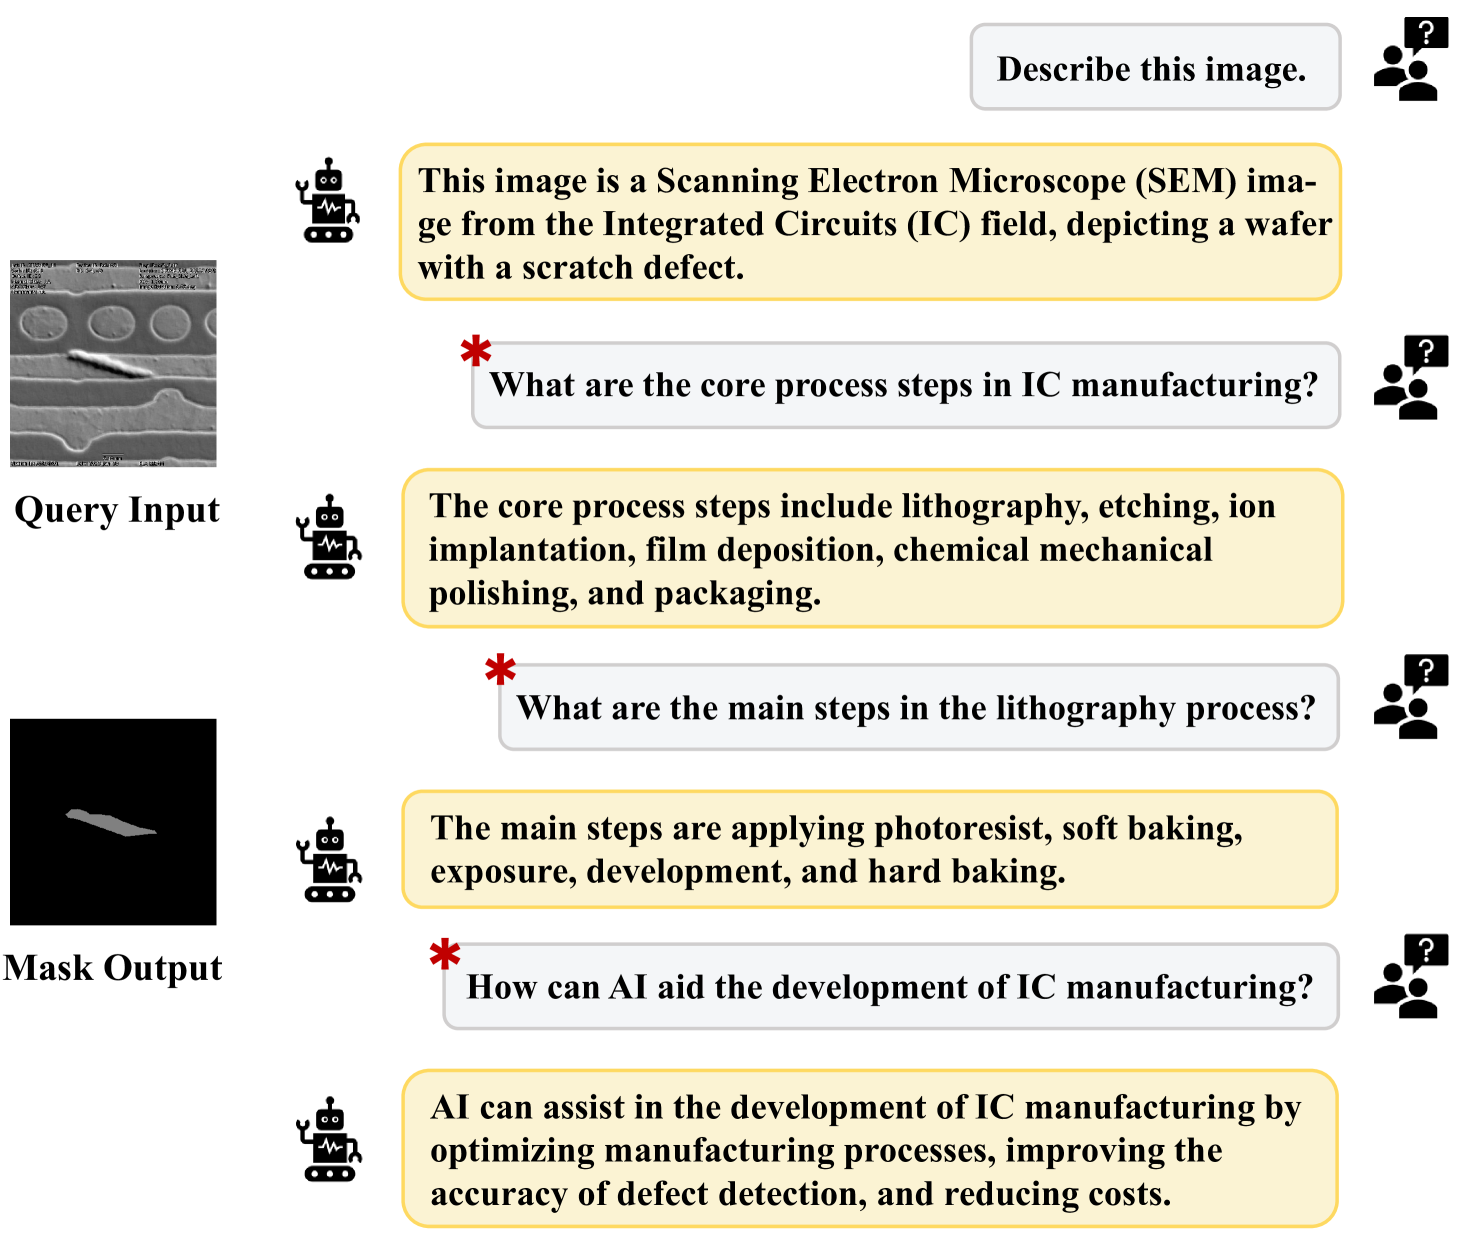 Describe this image.
This image is a Scanning Electron Microscope (SEM) ima-
ge from the Integrated Circuits (IC) field, depicting a wafer
with a scratch defect.
What are the core process steps in IC manufacturing?
Query Input
The core process steps include lithography, etching, ion
implantation, film deposition, chemical mechanical
polishing, and packaging.
What are the main steps in the lithography process?
The main steps are applying photoresist, soft baking,
exposure, development, and hard baking.
Mask Output
How can AI aid the development of IC manufacturing?
AI can assist in the development of IC manufacturing by
optimizing manufacturing processes, improving the
accuracy of defect detection, and reducing costs.